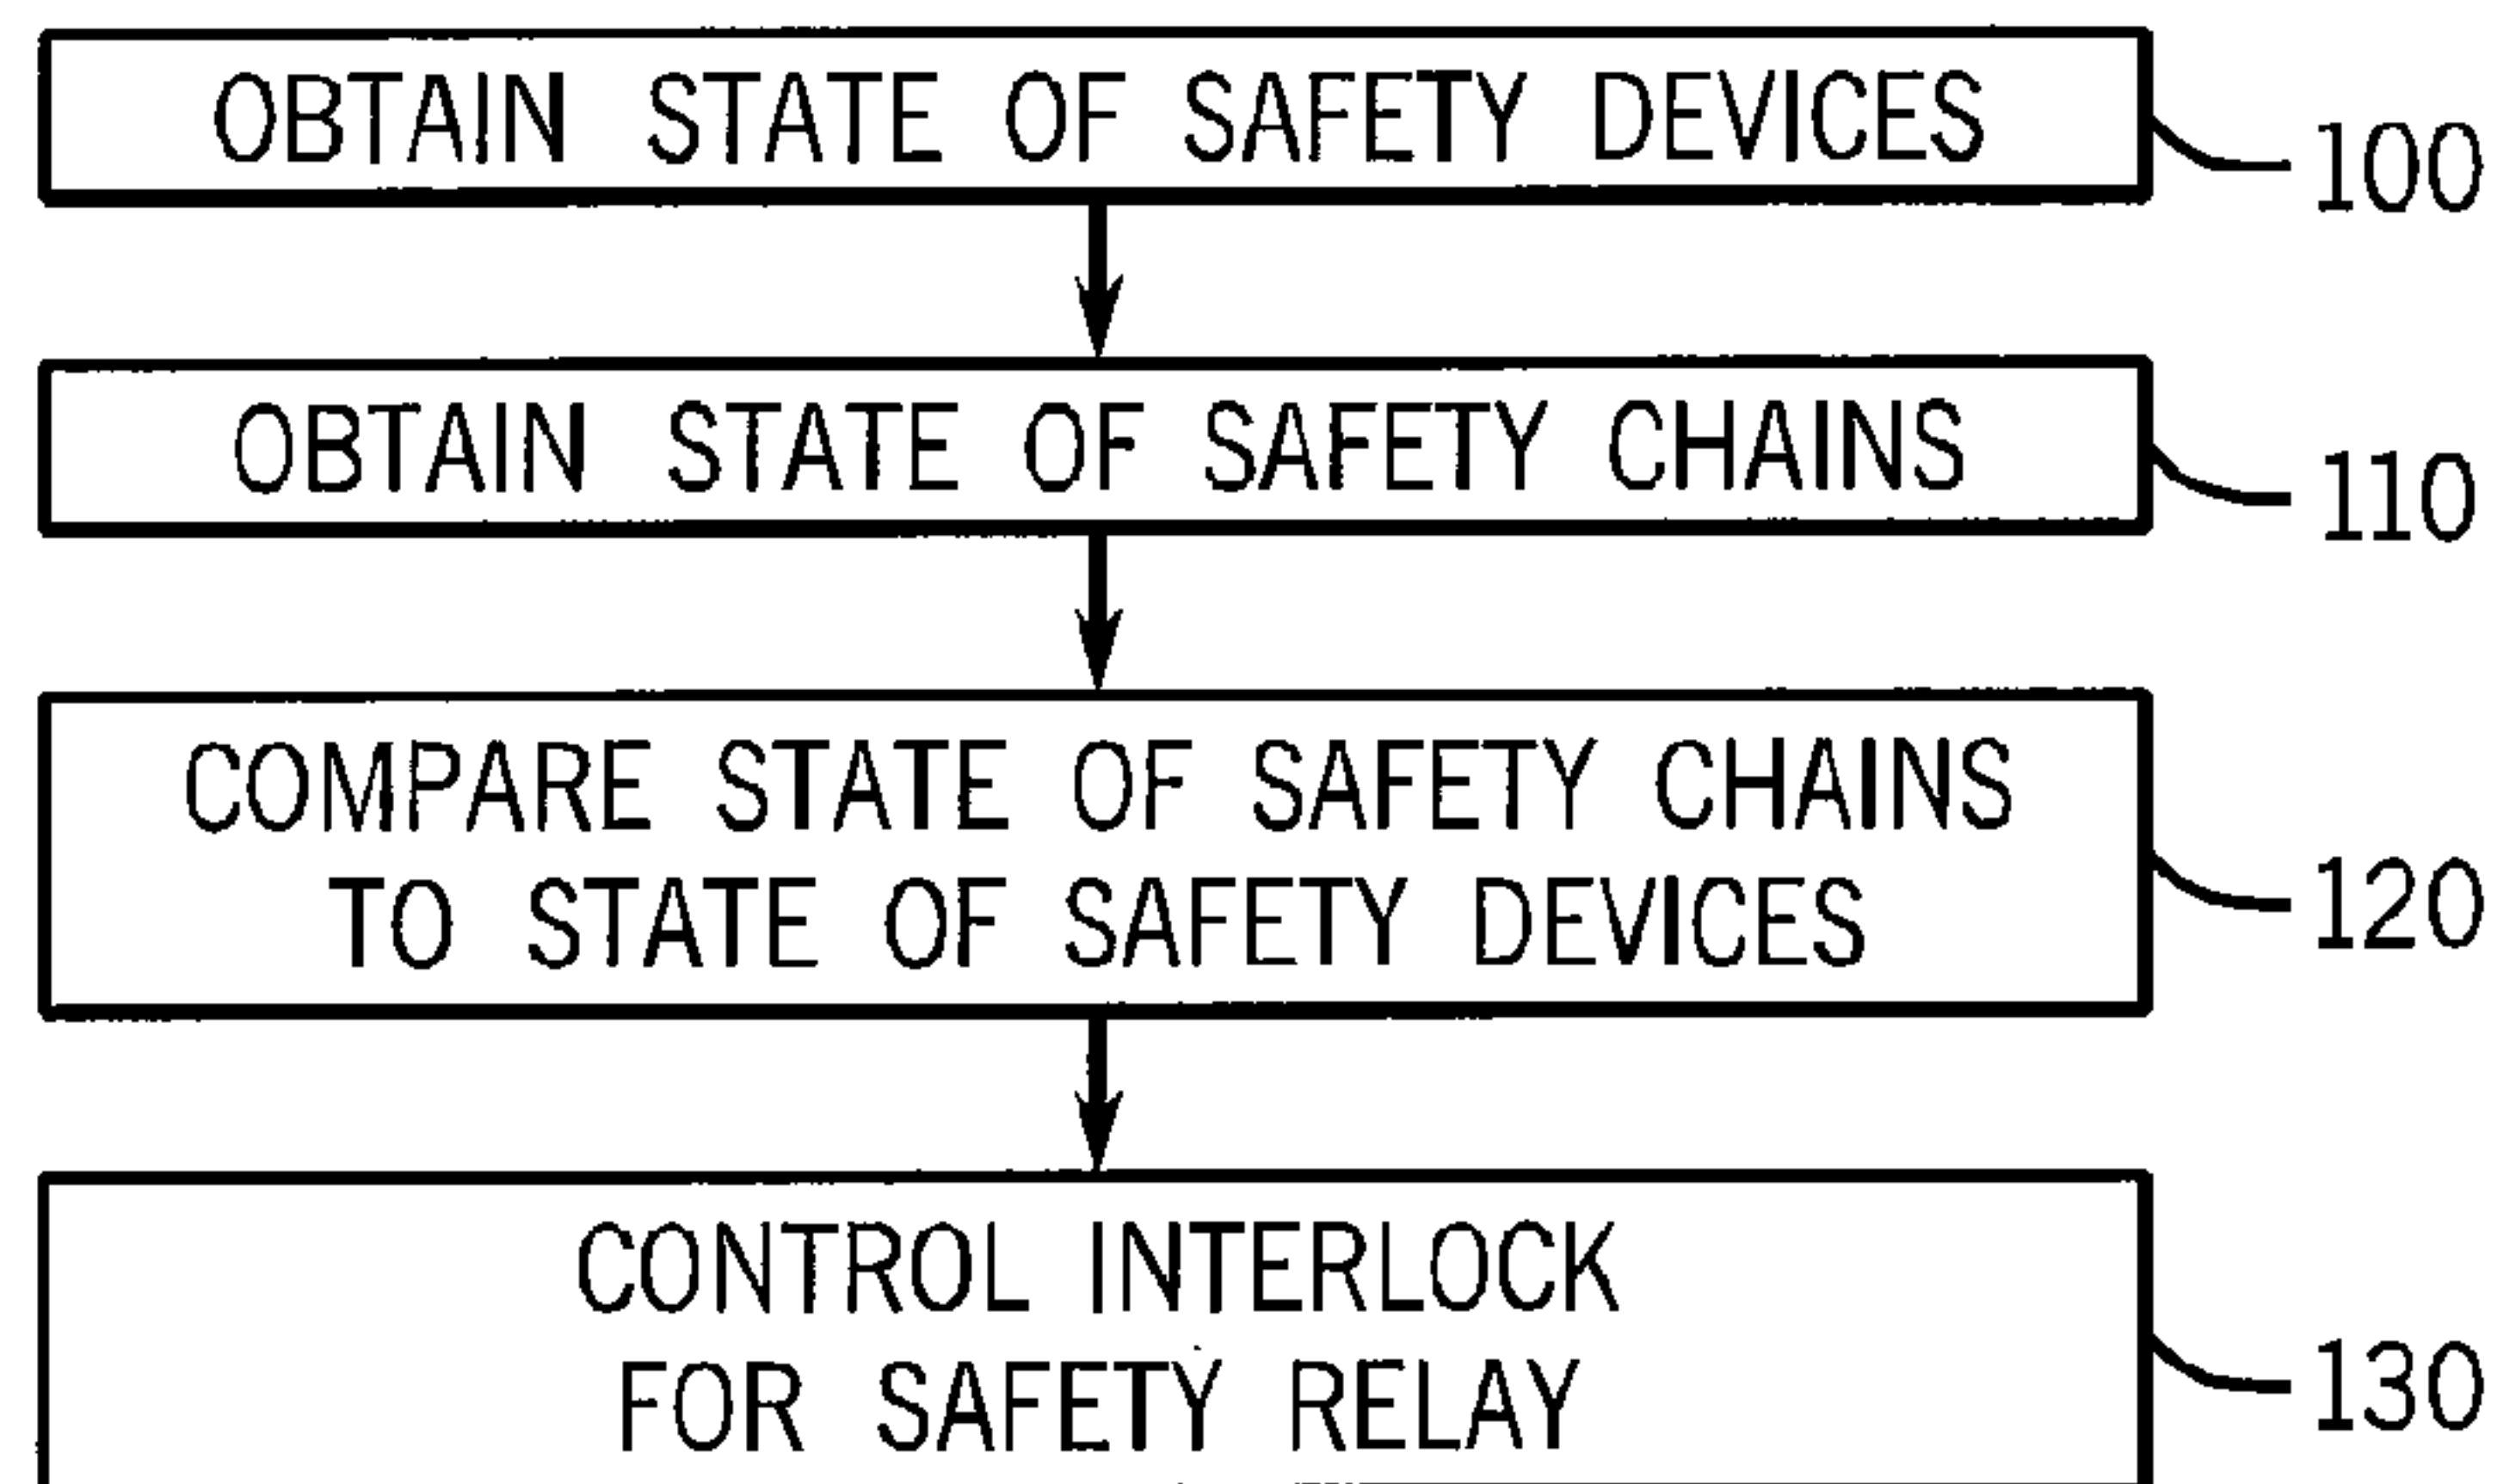 OBTAIN STATE OF SAFETY DEVICES
100
OBTAIN STATE OF SAFETY CHAINS
110
COMPARE STATE OF SAFETY CHAINS
TO STATE OF SAFETY DEVICES
120
CONTROL INTERLOCK
FOR SAFETY RELAY
130